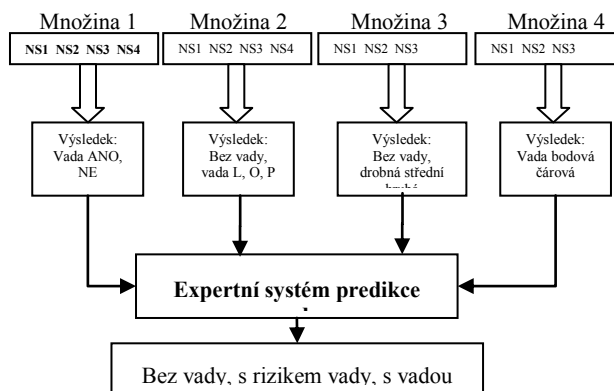 Množina 1 Množina 2 Množina 3 Množina 4
NS1 NS2 NS3 NS4 NS1 NS2 NS3 NS4 NS1 NS2 NS3 NS1 NS2 NS3
Výsledek:
Vada ANO,
NE
Výsledek:
Bez vady,
vada L, O, P
Výsledek:
Bez vady,
drobná střední
Výsledek:
Vada bodová
čárová
Expertní systém predikce
Bez vady, s rizikem vady, s vadou